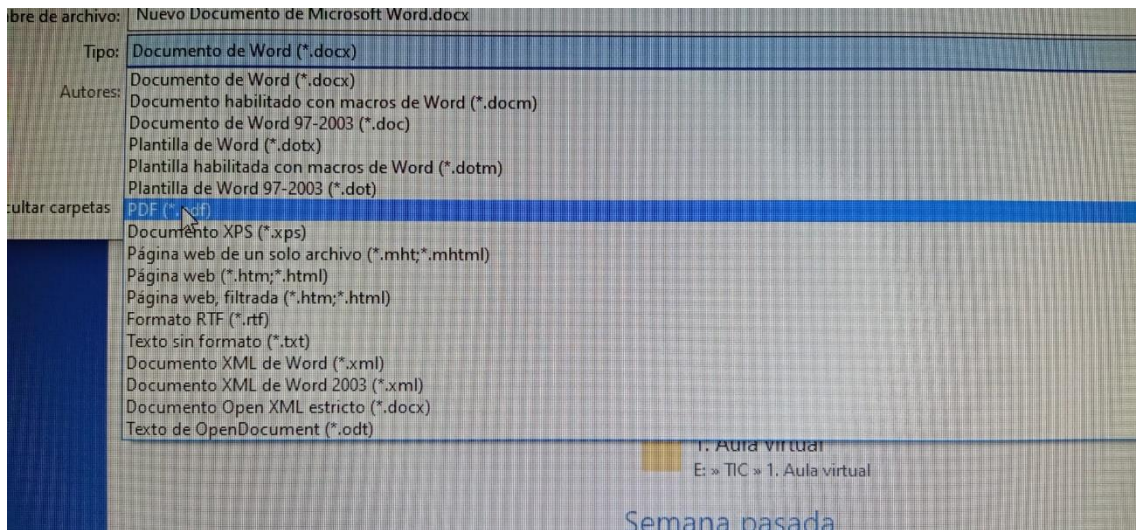 bre de archivo: Nuevo Documento de Microsoft Word.docx
Tipo: Documento de Word (*.docx)
Autores:
Documento de Word (*.docx)
Documento habilitado con macros de Word (*.docm)
Documento de Word 97-2003 (*.doc)
Plantilla de Word (*.dotx)
Plantilla habilitada con macros de Word (*.dotm)
Plantilla de Word 97-2003 (*.dot)
cultar carpetas
PDF (*.pdf)
Documento XPS (*.xps)
Página web de un solo archivo (*.mht;*.mhtml)
Página web (*.htm;*.html)
Página web, filtrada (*.htm;*.html)
Formato RTF (*.rtf)
Texto sin formato (*.txt)
Documento XML de Word (*.xml)
Documento XML de Word 2003 (*.xml)
Documento Open XML estricto (*.docx)
Texto de OpenDocument (*.odt)
1. Aula virtual
E: » TIC » 1. Aula virtual
Semana pasada